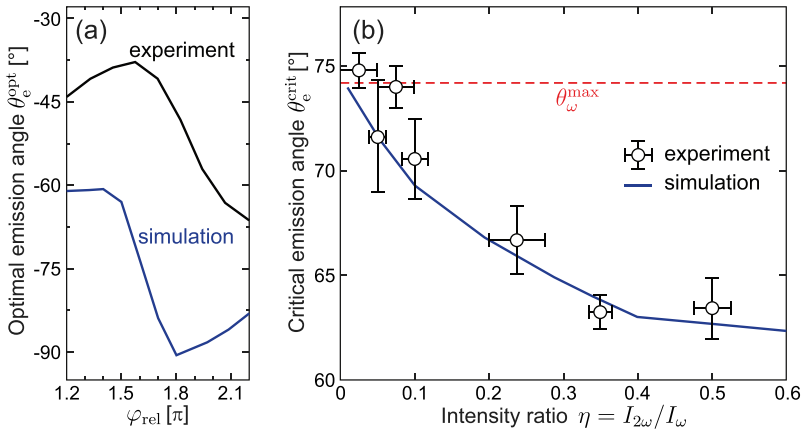 (a)
Optimal emission angle θ_e^opt [°]
-30
-45
-60
-75
-90
experiment
simulation
1.2
1.5
1.8
2.1
φ_rel [π]
(b)
Critical emission angle θ_e^crit [°]
75
70
65
60
θ_ω^max
experiment
simulation
0
0.1
0.2
0.3
0.4
0.5
0.6
Intensity ratio η = I_2ω/I_ω